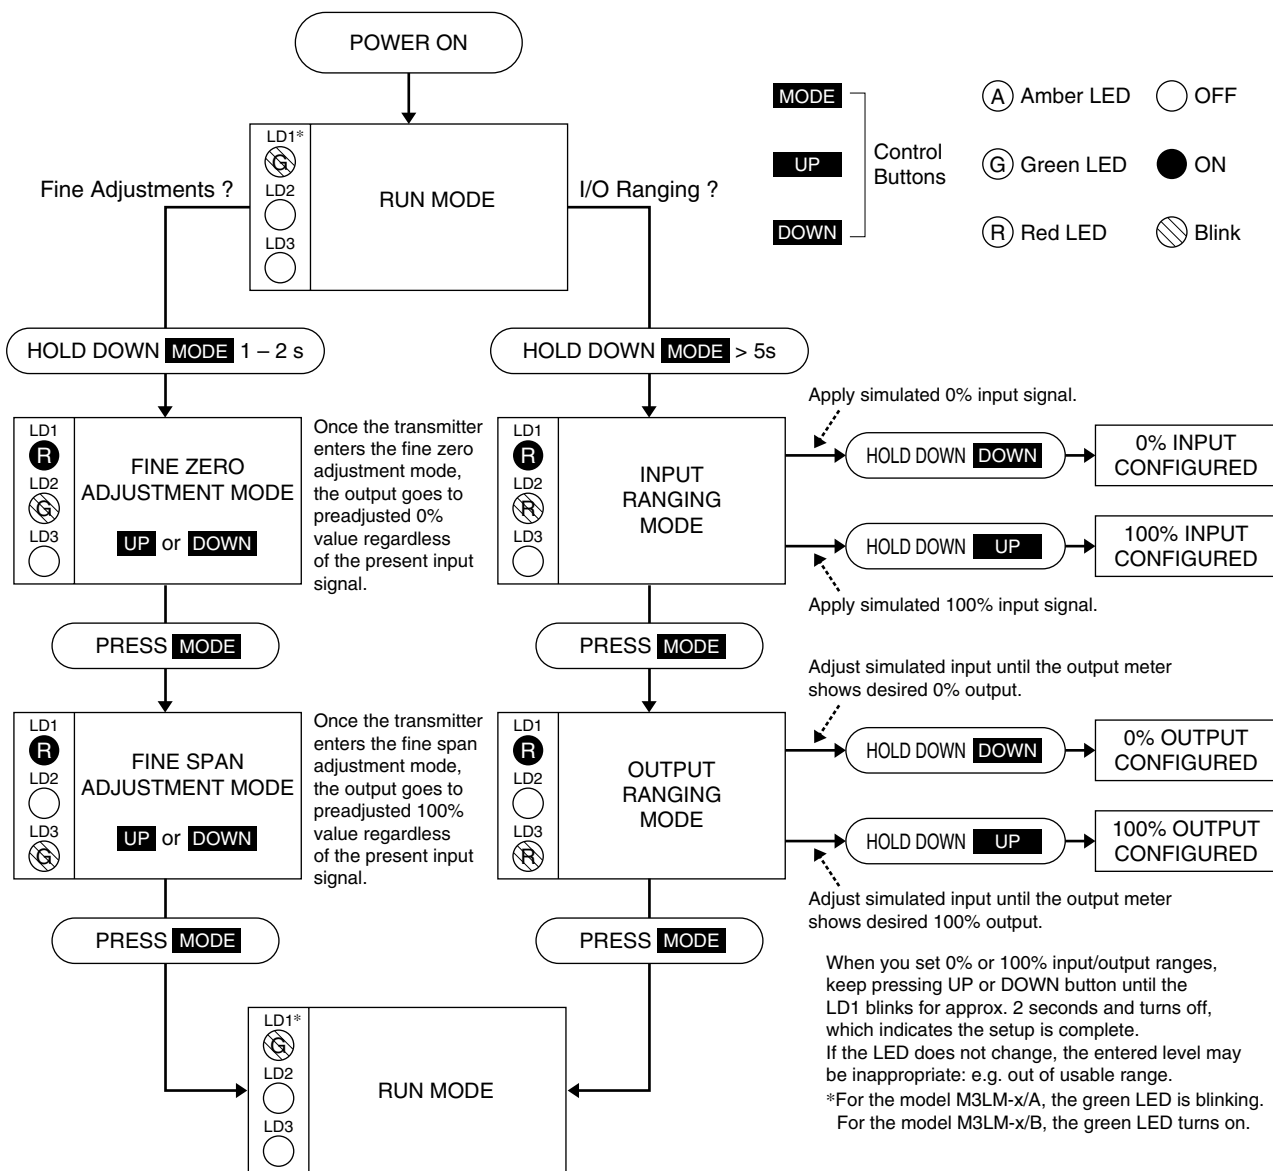 POWER ON
MODE
UP
DOWN
Control
Buttons
A Amber LED
G Green LED
R Red LED
OFF
ON
Blink
LD1*
G
LD2
LD3
RUN MODE
Fine Adjustments ?
I/O Ranging ?
HOLD DOWN MODE 1 – 2 s
HOLD DOWN MODE > 5s
LD1
R
LD2
G
LD3
FINE ZERO
ADJUSTMENT MODE
UP or DOWN
Once the transmitter
enters the fine zero
adjustment mode,
the output goes to
preadjusted 0%
value regardless
of the present input
signal.
LD1
R
LD2
R
LD3
INPUT
RANGING
MODE
Apply simulated 0% input signal.
HOLD DOWN DOWN
0% INPUT
CONFIGURED
HOLD DOWN UP
100% INPUT
CONFIGURED
Apply simulated 100% input signal.
PRESS MODE
PRESS MODE
LD1
R
LD2
LD3
G
FINE SPAN
ADJUSTMENT MODE
UP or DOWN
Once the transmitter
enters the fine span
adjustment mode,
the output goes to
preadjusted 100%
value regardless
of the present input
signal.
LD1
R
LD2
LD3
R
OUTPUT
RANGING
MODE
Adjust simulated input until the output meter
shows desired 0% output.
HOLD DOWN DOWN
0% OUTPUT
CONFIGURED
HOLD DOWN UP
100% OUTPUT
CONFIGURED
Adjust simulated input until the output meter
shows desired 100% output.
PRESS MODE
PRESS MODE
LD1*
G
LD2
LD3
RUN MODE
When you set 0% or 100% input/output ranges,
keep pressing UP or DOWN button until the
LD1 blinks for approx. 2 seconds and turns off,
which indicates the setup is complete.
If the LED does not change, the entered level may
be inappropriate: e.g. out of usable range.
*For the model M3LM-x/A, the green LED is blinking.
For the model M3LM-x/B, the green LED turns on.